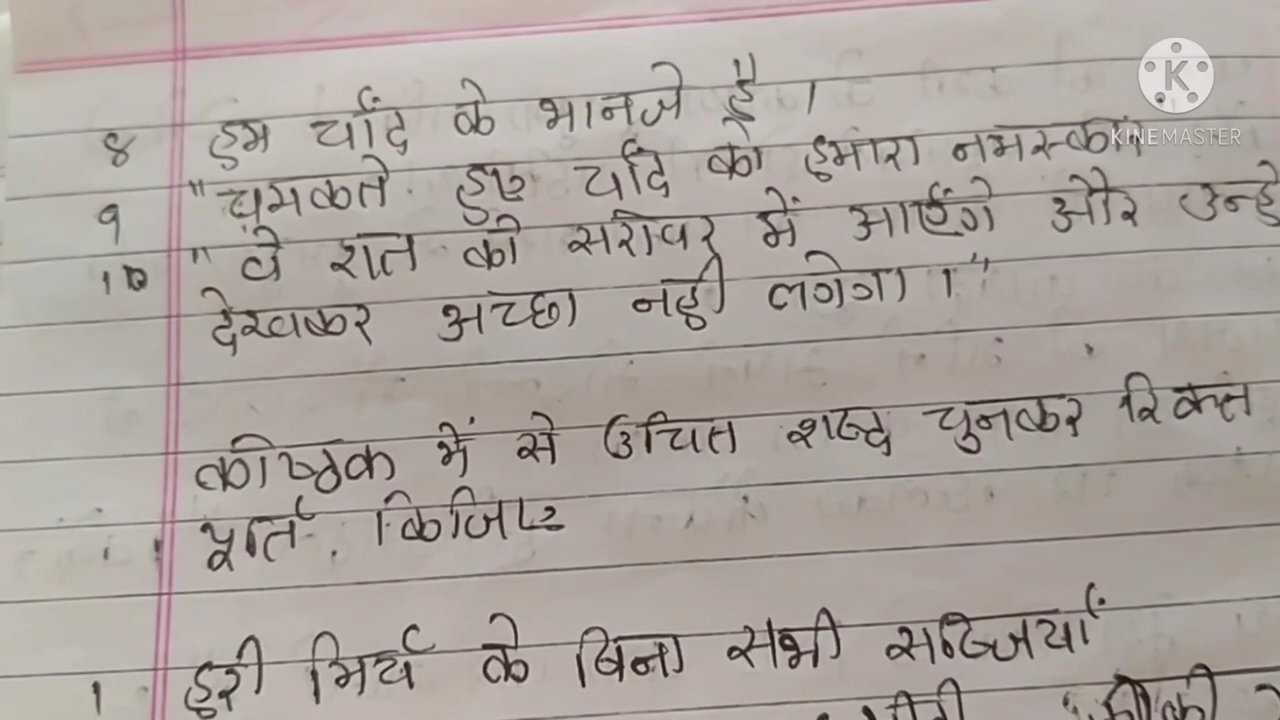 8 हम चाँद के भानजे है ।"
9 "चमकते हुए चाँद को हमारा नमस्कार
10 "वे रात को सरोवर में आएँगे और उन्हे
देखकर अच्छा नही लगेगा।"
कोष्ठक में से उचित शब्द चुनकर रिक्त
पूर्ति किजिए
1 हरी मिर्च के बिना सभी सब्जियाँ
K
KINEMASTER